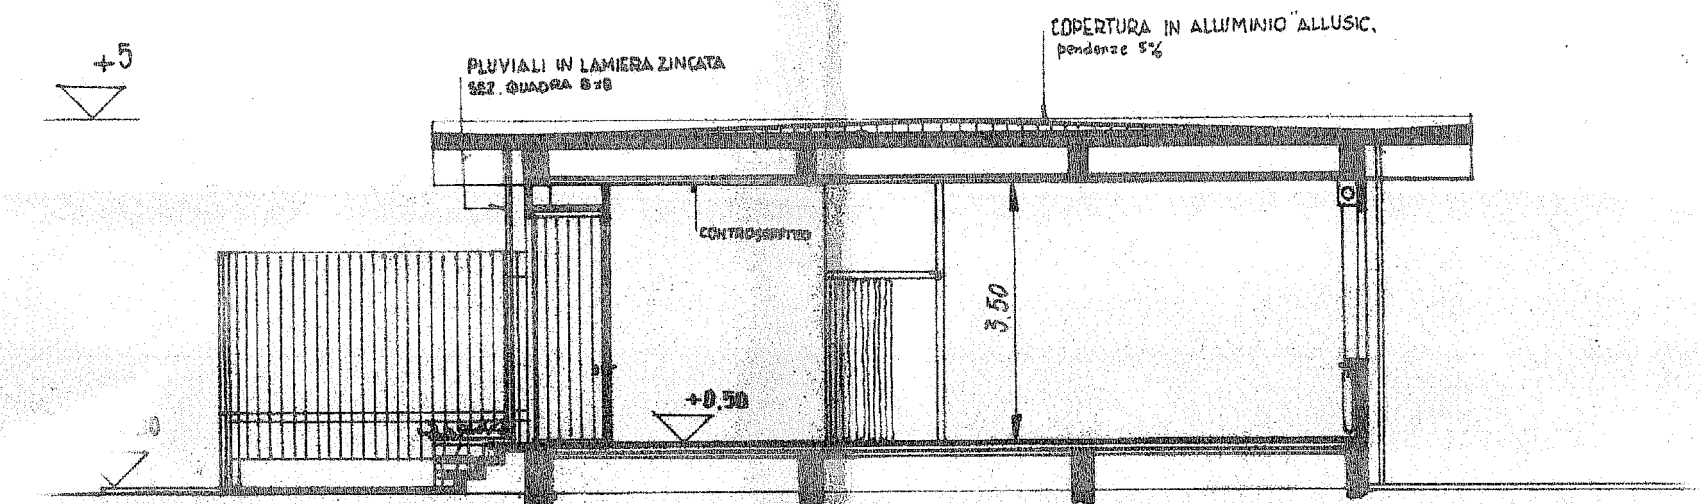 COPERTURA IN ALLUMINIO "ALLUSIC.
pendenze 5%
+5
PLUVIALI IN LAMIERA ZINCATA
SEZ. QUADRA 8x8
CONTROSOFFITTO
3.50
+0.50